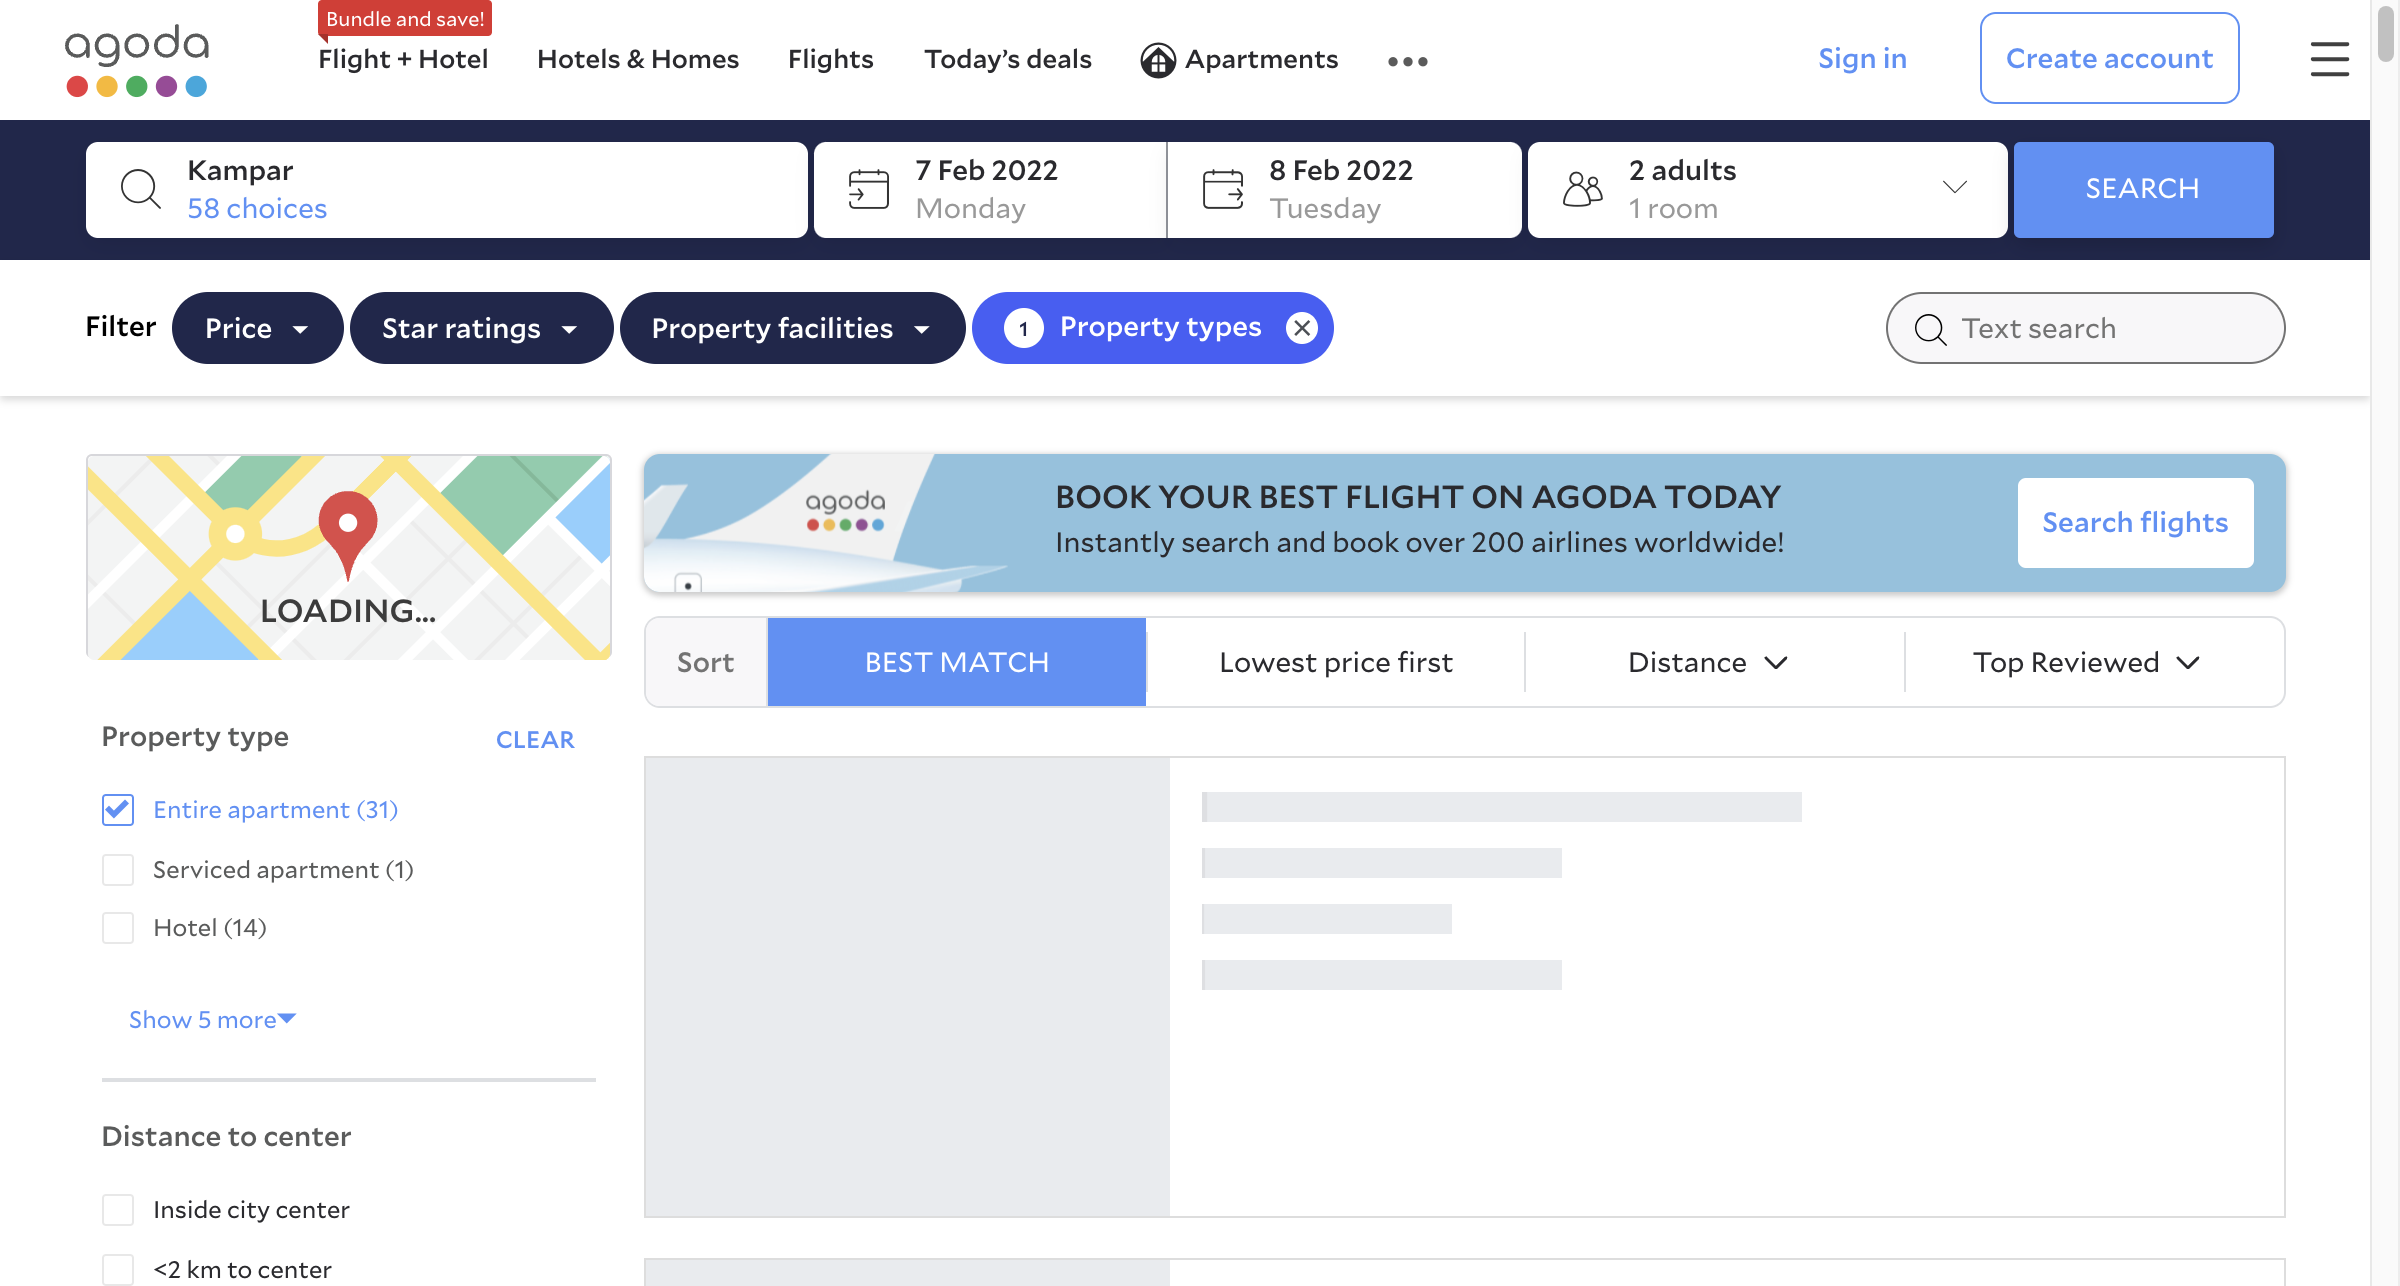 agoda
Bundle and save!
Flight + Hotel
Hotels & Homes
Flights
Today's deals
Apartments
Sign in
Create account
Kampar
58 choices
7 Feb 2022
Monday
8 Feb 2022
Tuesday
2 adults
1 room
SEARCH
Filter
Price
Star ratings
Property facilities
1
Property types
Text search
LOADING...
agoda
BOOK YOUR BEST FLIGHT ON AGODA TODAY
Instantly search and book over 200 airlines worldwide!
Search flights
Sort
BEST MATCH
Lowest price first
Distance
Top Reviewed
Property type
CLEAR
Entire apartment (31)
Serviced apartment (1)
Hotel (14)
Show 5 more
Distance to center
Inside city center
<2 km to center